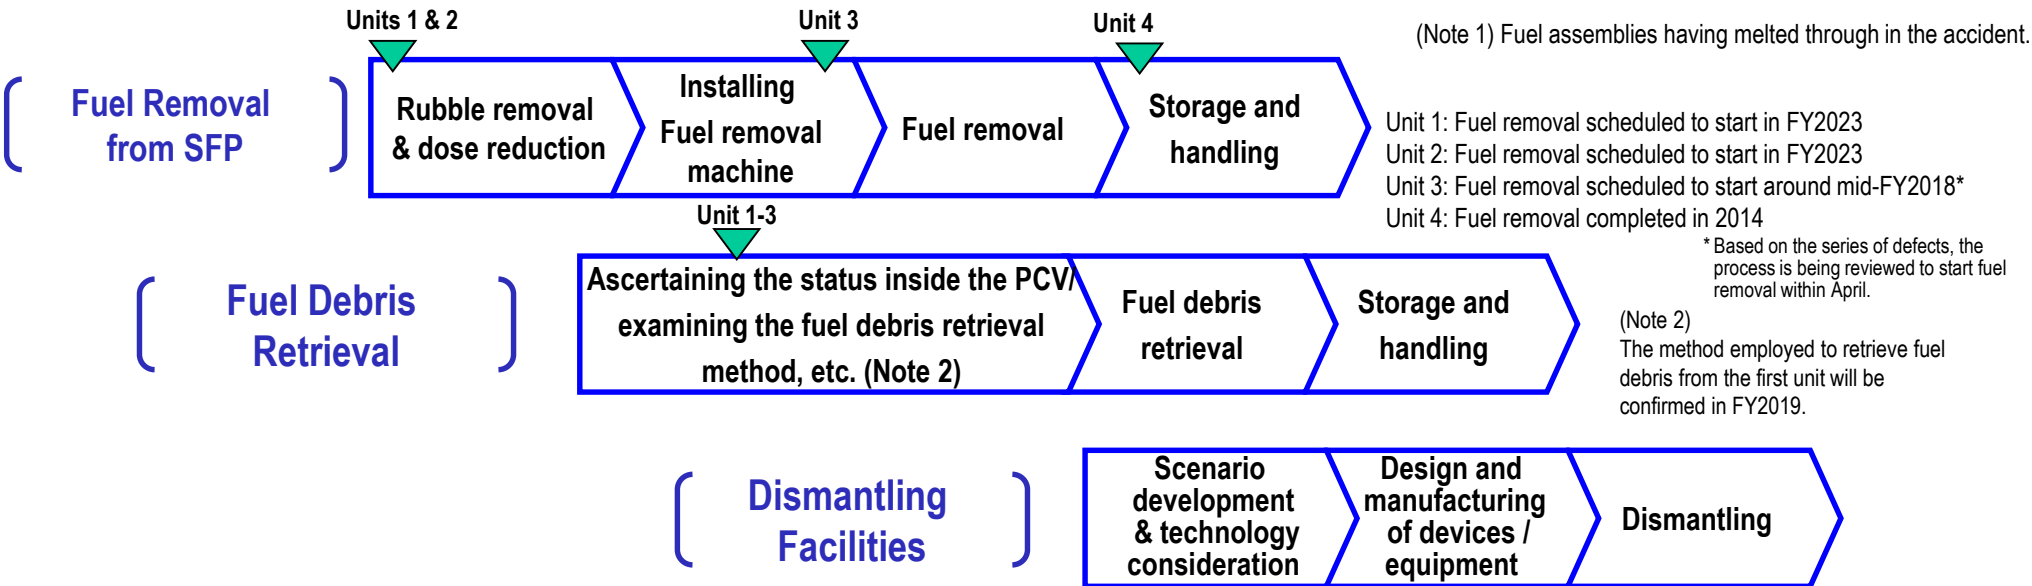 Units 1 & 2
Unit 3
Unit 4
(Note 1) Fuel assemblies having melted through in the accident.
Fuel Removal
from SFP
Rubble removal
& dose reduction
Installing
Fuel removal
machine
Fuel removal
Storage and
handling
Unit 1: Fuel removal scheduled to start in FY2023
Unit 2: Fuel removal scheduled to start in FY2023
Unit 3: Fuel removal scheduled to start around mid-FY2018*
Unit 4: Fuel removal completed in 2014
* Based on the series of defects, the
process is being reviewed to start fuel
removal within April.
Unit 1-3
Fuel Debris
Retrieval
Ascertaining the status inside the PCV/
examining the fuel debris retrieval
method, etc. (Note 2)
Fuel debris
retrieval
Storage and
handling
(Note 2)
The method employed to retrieve fuel
debris from the first unit will be
confirmed in FY2019.
Dismantling
Facilities
Scenario
development
& technology
consideration
Design and
manufacturing
of devices /
equipment
Dismantling